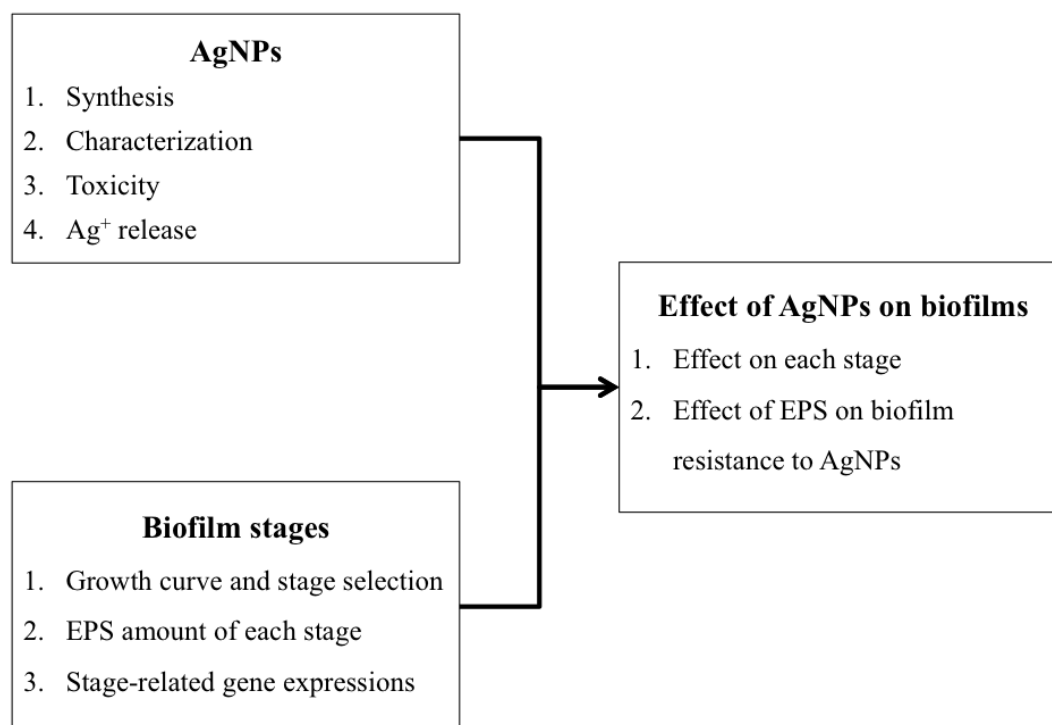 AgNPs
1. Synthesis
2. Characterization
3. Toxicity
4. Ag⁺ release
Effect of AgNPs on biofilms
1. Effect on each stage
2. Effect of EPS on biofilm
resistance to AgNPs
Biofilm stages
1. Growth curve and stage selection
2. EPS amount of each stage
3. Stage-related gene expressions